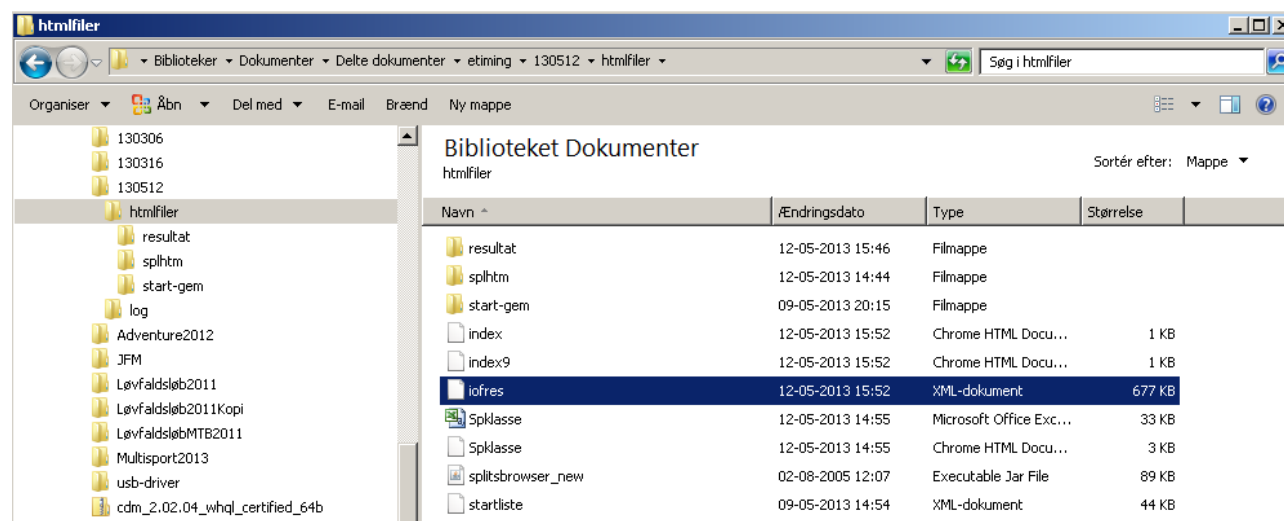 htmlfiler
Biblioteker Dokumenter Delte dokumenter etiming 130512 htmlfiler
Søg i htmlfiler
Organiser Åbn Del med E-mail Brænd Ny mappe
130306
130316
130512
htmlfiler
resultat
splhtm
start-gem
log
Adventure2012
JFM
Løvfaldsløb2011
Løvfaldsløb2011Kopi
LøvfaldsløbMTB2011
Multisport2013
usb-driver
cdm_2.02.04_whql_certified_64b
Biblioteket Dokumenter
htmlfiler
Sortér efter: Mappe
Navn Ændringsdato Type Størrelse
resultat 12-05-2013 15:46 Filmappe
splhtm 12-05-2013 14:44 Filmappe
start-gem 09-05-2013 20:15 Filmappe
index 12-05-2013 15:52 Chrome HTML Docu... 1 KB
index9 12-05-2013 15:52 Chrome HTML Docu... 1 KB
iofres 12-05-2013 15:52 XML-dokument 677 KB
Spklasse 12-05-2013 14:55 Microsoft Office Exc... 33 KB
Spklasse 12-05-2013 14:55 Chrome HTML Docu... 3 KB
splitsbrowser_new 02-08-2005 12:07 Executable Jar File 89 KB
startliste 09-05-2013 14:54 XML-dokument 44 KB